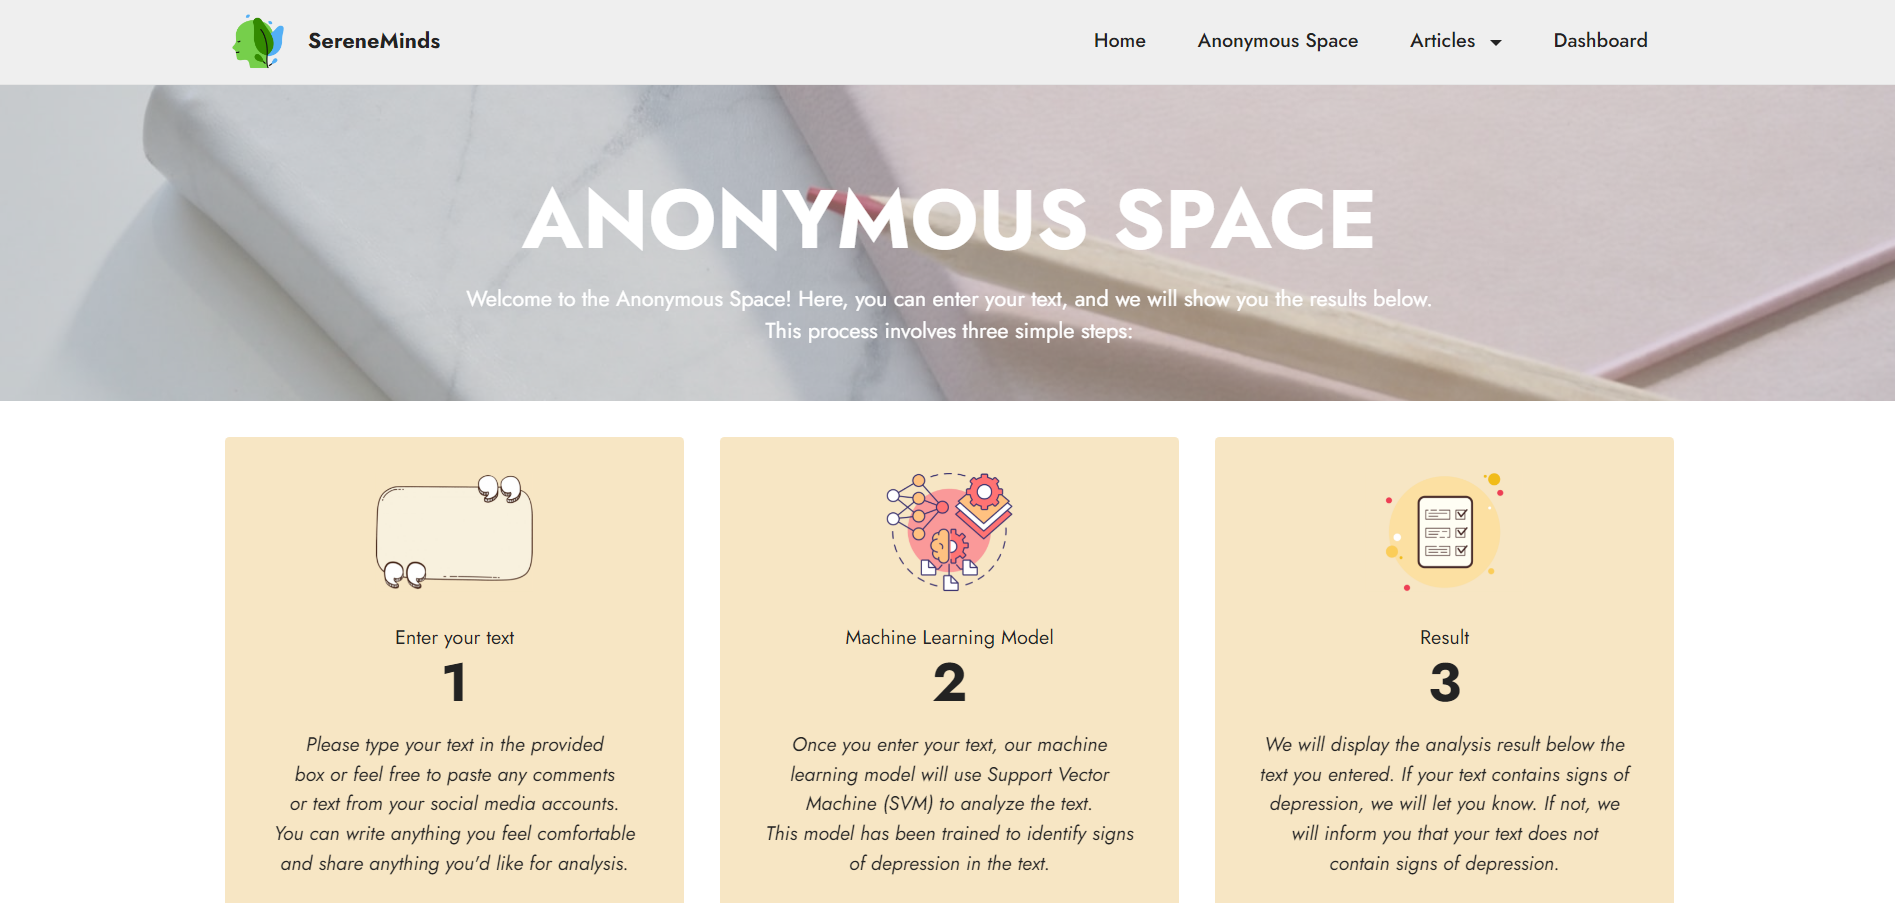 SereneMinds
Home
Anonymous Space
Articles
Dashboard
ANONYMOUS SPACE
Welcome to the Anonymous Space! Here, you can enter your text, and we will show you the results below.
This process involves three simple steps:
Enter your text
1
Please type your text in the provided
box or feel free to paste any comments
or text from your social media accounts.
You can write anything you feel comfortable
and share anything you'd like for analysis.
Machine Learning Model
2
Once you enter your text, our machine
learning model will use Support Vector
Machine (SVM) to analyze the text.
This model has been trained to identify signs
of depression in the text.
Result
3
We will display the analysis result below the
text you entered. If your text contains signs of
depression, we will let you know. If not, we
will inform you that your text does not
contain signs of depression.